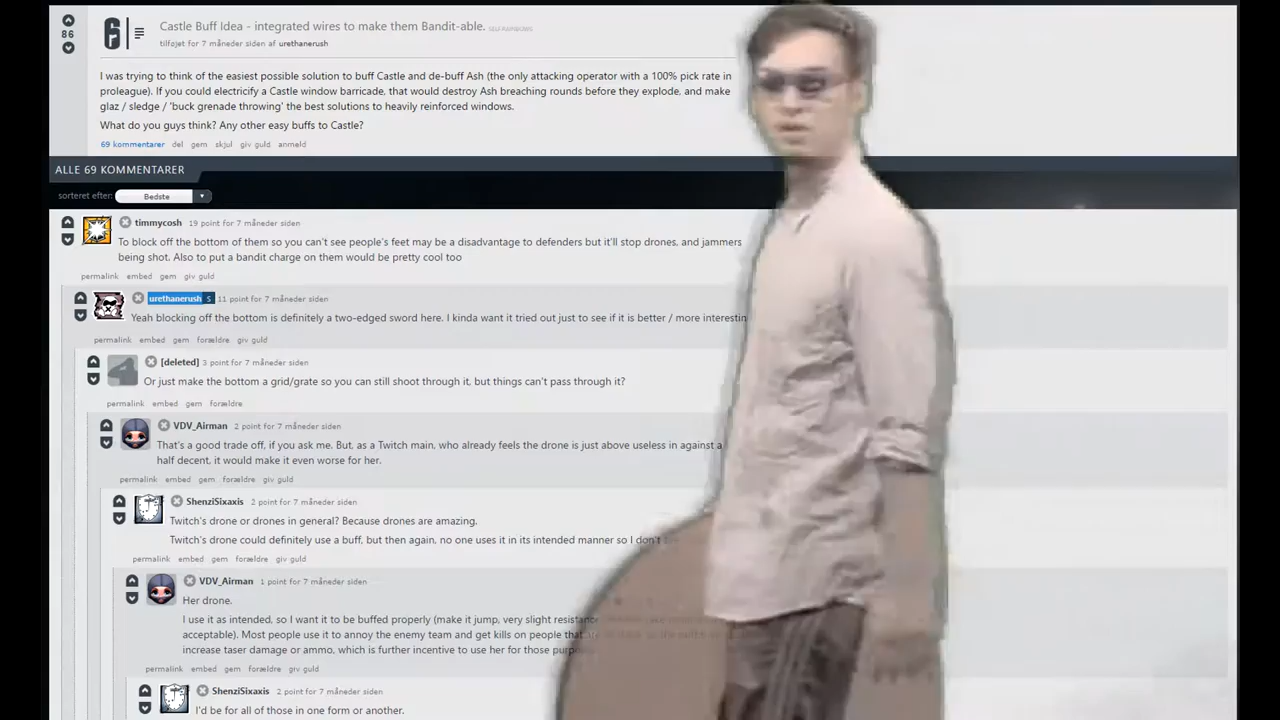 86
Castle Buff Idea - integrated wires to make them Bandit-able.
tilføjet for 7 måneder siden af urethanerush
I was trying to think of the easiest possible solution to buff Castle and de-buff Ash (the only attacking operator with a 100% pick rate in
proleague). If you could electricify a Castle window barricade, that would destroy Ash breaching rounds before they explode, and make
glaz / sledge / 'buck grenade throwing' the best solutions to heavily reinforced windows.
What do you guys think? Any other easy buffs to Castle?
69 kommentarer del gem skjul giv guld anmeld
ALLE 69 KOMMENTARER
sorteret efter: Bedste
timmycosh 19 point for 7 måneder siden
To block off the bottom of them so you can't see people's feet may be a disadvantage to defenders but it'll stop drones, and jammers
being shot. Also to put a bandit charge on them would be pretty cool too
permalink embed gem giv guld
urethanerush S 11 point for 7 måneder siden
Yeah blocking off the bottom is definitely a two-edged sword here. I kinda want it tried out just to see if it is better / more interestin
permalink embed gem forældre giv guld
[deleted] 3 point for 7 måneder siden
Or just make the bottom a grid/grate so you can still shoot through it, but things can't pass through it?
permalink embed gem forældre
VDV_Airman 2 point for 7 måneder siden
That's a good trade off, if you ask me. But, as a Twitch main, who already feels the drone is just above useless in against a
half decent, it would make it even worse for her.
permalink embed gem forældre giv guld
ShenziSixaxis 2 point for 7 måneder siden
Twitch's drone or drones in general? Because drones are amazing.
Twitch's drone could definitely use a buff, but then again, no one uses it in its intended manner so I don't
permalink embed gem forældre giv guld
VDV_Airman 1 point for 7 måneder siden
Her drone.
I use it as intended, so I want it to be buffed properly (make it jump, very slight resistance
acceptable). Most people use it to annoy the enemy team and get kills on people that
increase taser damage or ammo, which is further incentive to use her for those purpo
permalink embed gem forældre giv guld
ShenziSixaxis 2 point for 7 måneder siden
I'd be for all of those in one form or another.